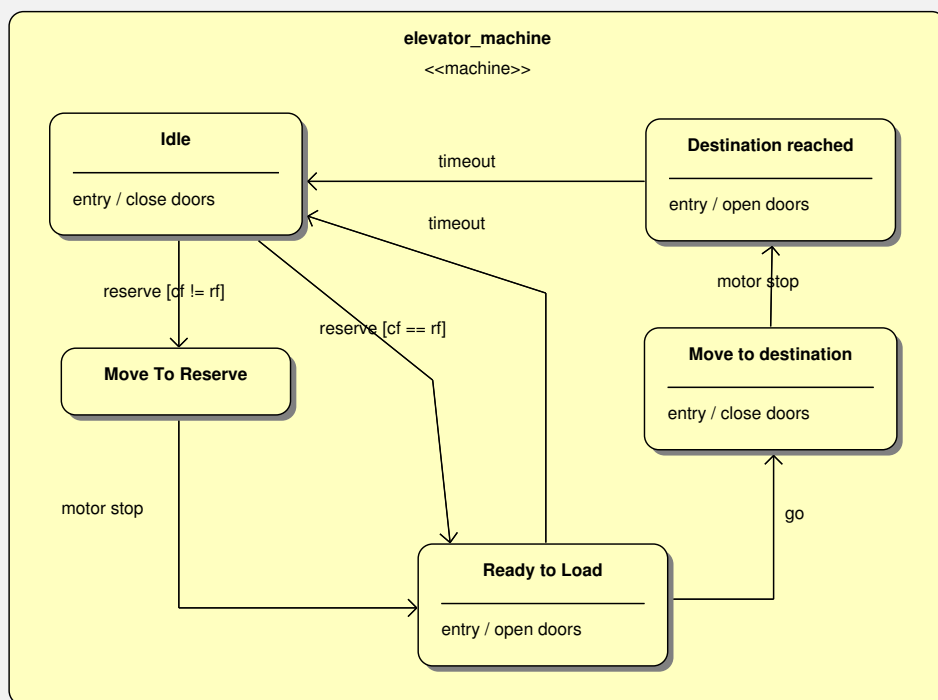 elevator_machine
<<machine>>
Idle
entry / close doors
timeout
Destination reached
entry / open doors
timeout
reserve [cf != rf]
motor stop
reserve [cf == rf]
Move To Reserve
Move to destination
entry / close doors
motor stop
go
Ready to Load
entry / open doors